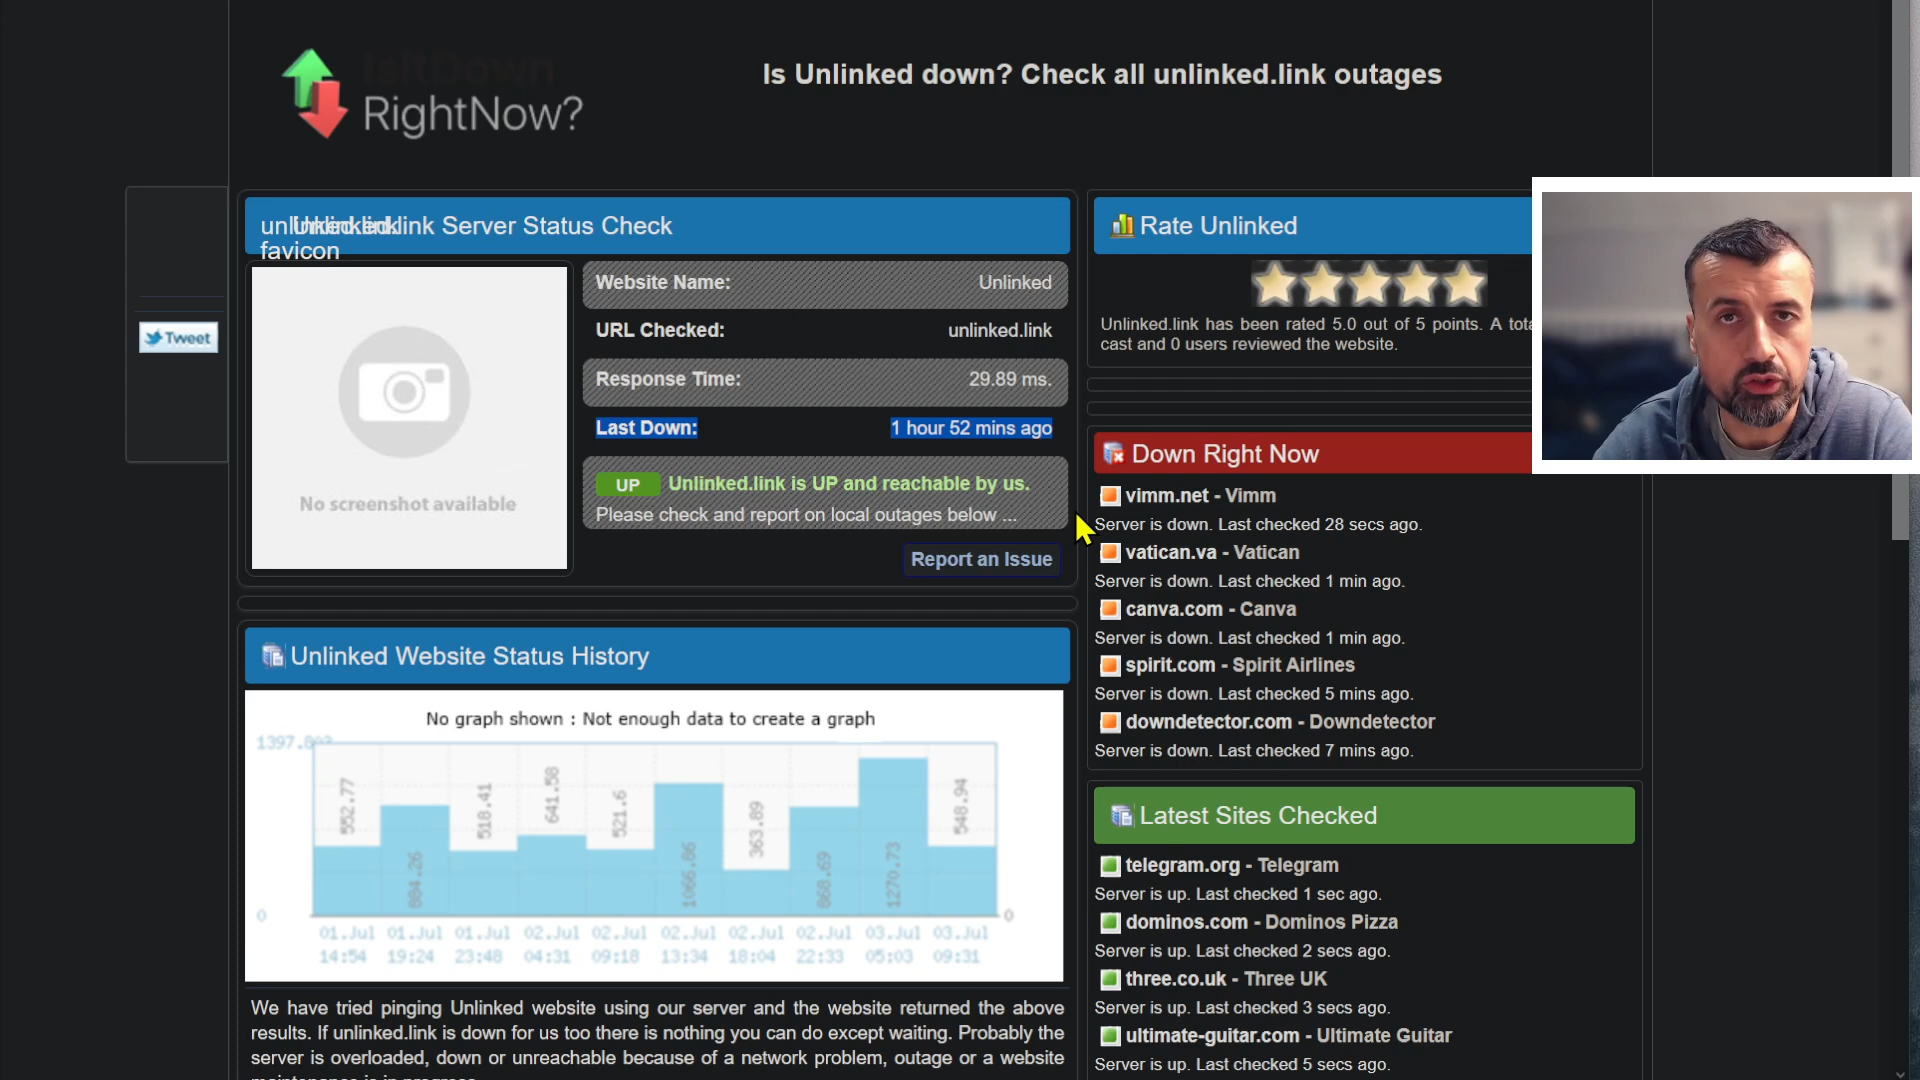 IsItDown
RightNow?
Is Unlinked down? Check all unlinked.link outages
Tweet
Server Status Check
favicon
No screenshot available
Website Name: Unlinked
URL Checked: unlinked.link
Response Time: 29.89 ms.
Last Down: 1 hour 52 mins ago
UP Unlinked.link is UP and reachable by us.
Please check and report on local outages below ...
Report an Issue
Unlinked Website Status History
No graph shown : Not enough data to create a graph
552.77 884.26 518.41 641.58 521.6 1066.86 363.89 868.69 1270.73 548.94
0 0
01.Jul 01.Jul 01.Jul 02.Jul 02.Jul 02.Jul 02.Jul 02.Jul 03.Jul 03.Jul
14:54 19:24 23:48 04:31 09:18 13:34 18:04 22:33 05:03 09:31
We have tried pinging Unlinked website using our server and the website returned the above
results. If unlinked.link is down for us too there is nothing you can do except waiting. Probably the
server is overloaded, down or unreachable because of a network problem, outage or a website
Rate Unlinked
Unlinked.link has been rated 5.0 out of 5 points. A
cast and 0 users reviewed the website.
Down Right Now
vimm.net - Vimm
Server is down. Last checked 28 secs ago.
vatican.va - Vatican
Server is down. Last checked 1 min ago.
canva.com - Canva
Server is down. Last checked 1 min ago.
spirit.com - Spirit Airlines
Server is down. Last checked 5 mins ago.
downdetector.com - Downdetector
Server is down. Last checked 7 mins ago.
Latest Sites Checked
telegram.org - Telegram
Server is up. Last checked 1 sec ago.
dominos.com - Dominos Pizza
Server is up. Last checked 2 secs ago.
three.co.uk - Three UK
Server is up. Last checked 3 secs ago.
ultimate-guitar.com - Ultimate Guitar
Server is up. Last checked 5 secs ago.